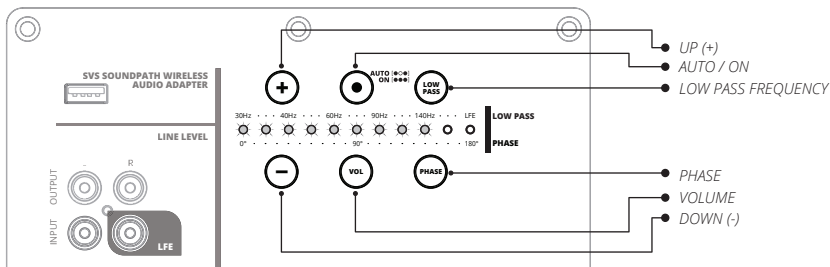 UP (+)
AUTO / ON
LOW PASS FREQUENCY
SVS SOUNDPATH WIRELESS
AUDIO ADAPTER
+
AUTO
ON
LOW
PASS
30Hz · · · 40Hz · · · 60Hz · · · 90Hz · · · 140Hz · · · LFE
LOW PASS
LINE LEVEL
0° · · · · · 90° · · · · · 180°
PHASE
−
VOL
PHASE
OUTPUT
R
INPUT
LFE
PHASE
VOLUME
DOWN (-)